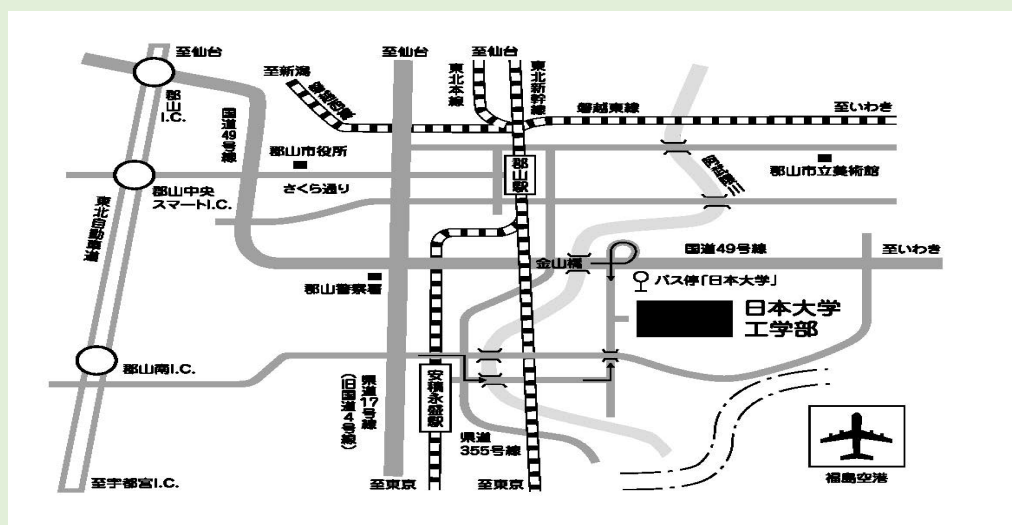 至仙台
至仙台
至仙台
至新潟
磐越西線
東北本線
東北新幹線
磐越東線
至いわき
郡山
I.C.
国道49号線
郡山市役所
郡山駅
阿武隈川
郡山市立美術館
さくら通り
郡山中央
スマートI.C.
東北自動車道
金山橋
国道49号線
至いわき
郡山警察署
バス停「日本大学」
日本大学
工学部
郡山南I.C.
県道17号線
(旧国道4号線)
安積永盛駅
県道
355号線
福島空港
至宇都宮I.C.
至東京
至東京